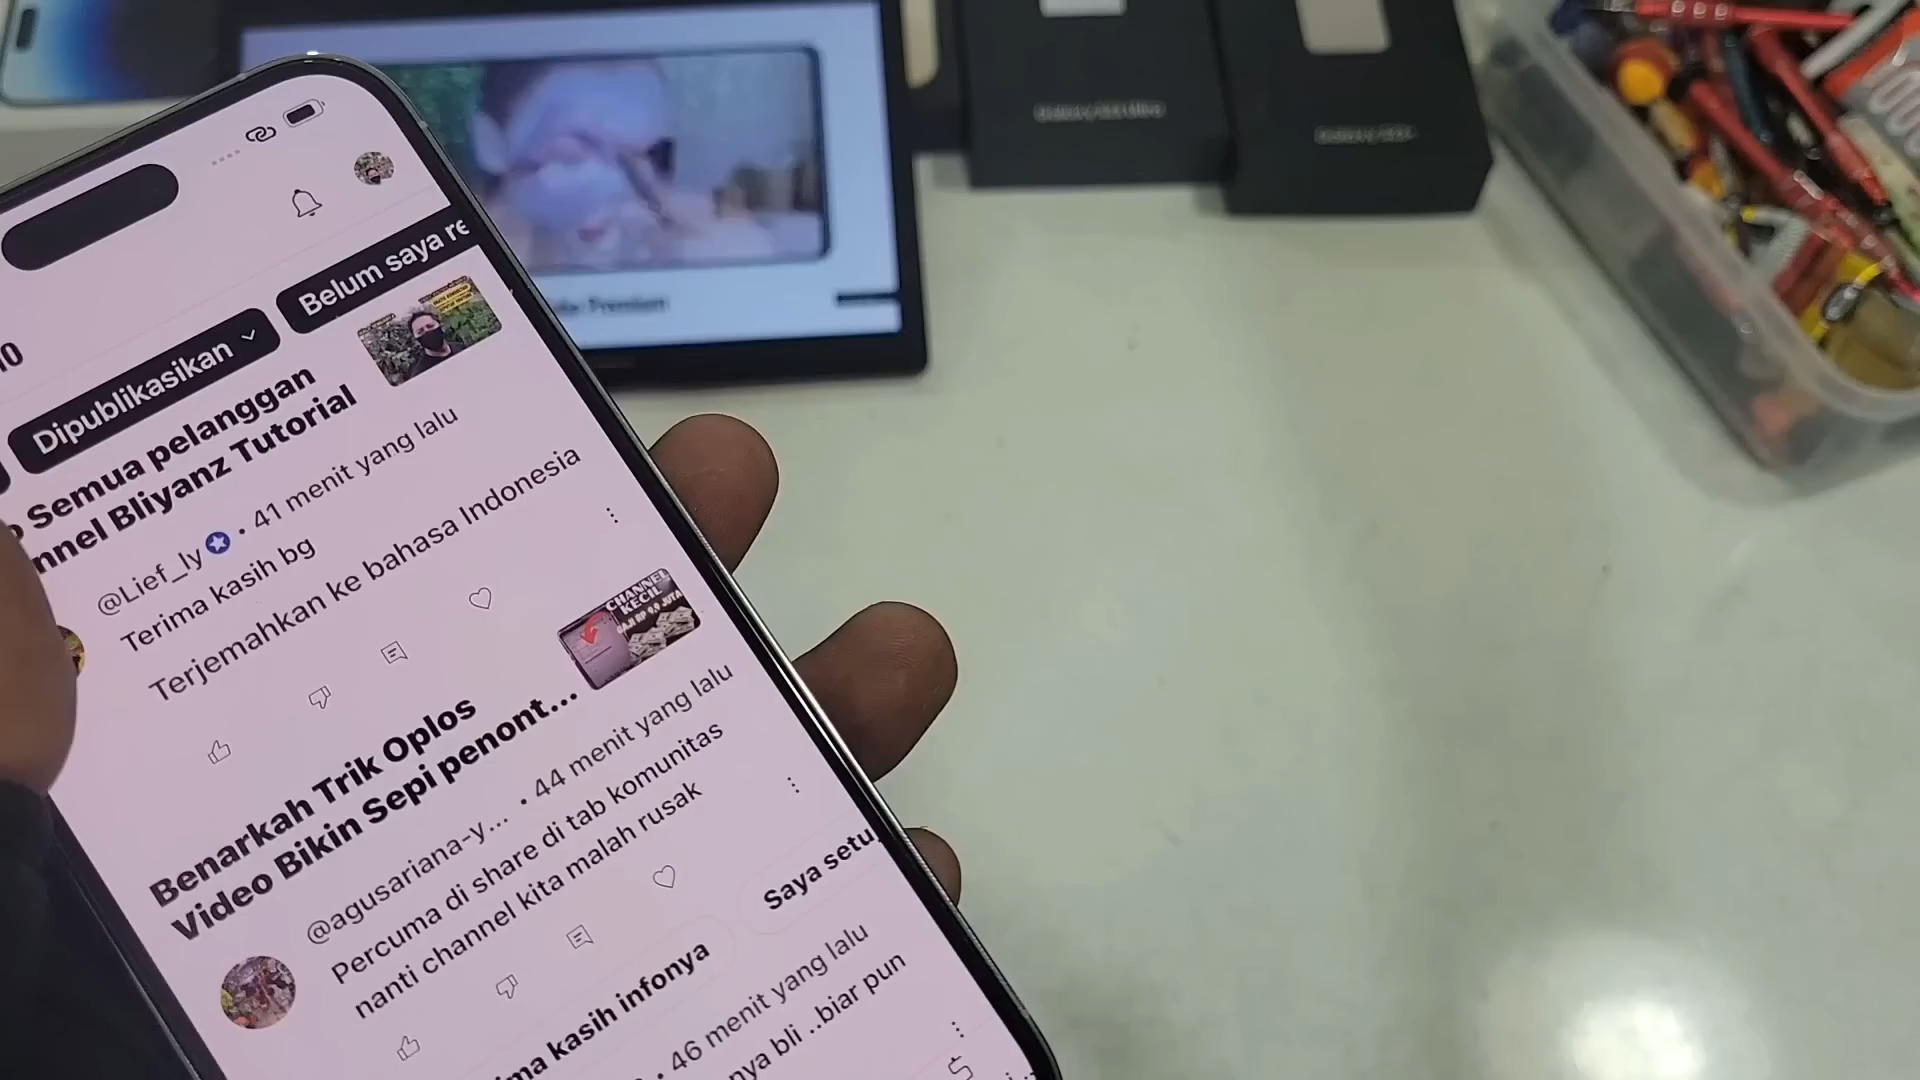 Belum saya re
10
Dipublikasikan
Semua pelanggan
nnel Bliyanz Tutorial
@Lief_ly • 41 menit yang lalu
Terima kasih bg
Terjemahkan ke bahasa Indonesia
CHANNEL
KECIL
Benarkah Trik Oplos
Video Bikin Sepi penont...
@agusariana-y... • 44 menit yang lalu
Percuma di share di tab komunitas
nanti channel kita malah rusak
ma kasih infonya
Saya setu
• 46 menit yang lalu
nya bli ..biar pun
Premium